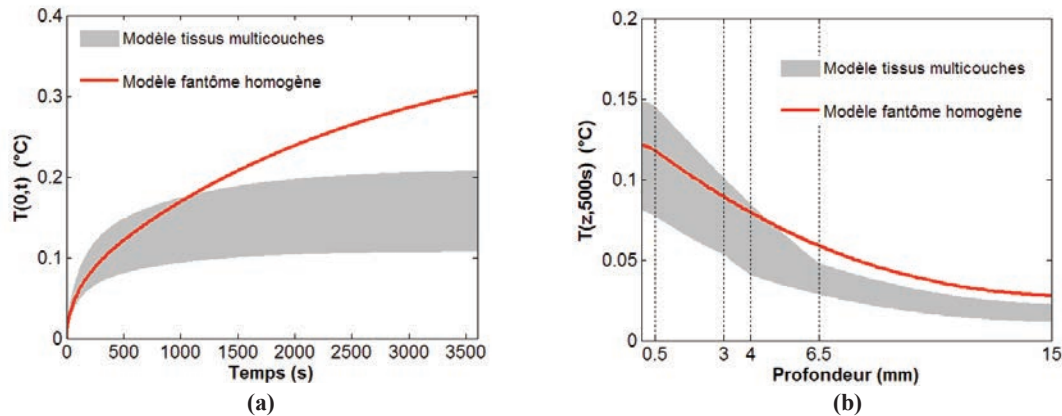 0.4
0.3
0.2
0.1
0
T(0,t) (°C)
Modèle tissus multicouches
Modèle fantôme homogène
0 500 1000 1500 2000 2500 3000 3500
Temps (s)
(a)
0.2
0.15
0.1
0.05
0
T(z,500s) (°C)
Modèle tissus multicouches
Modèle fantôme homogène
0.5 3 4 6.5 15
Profondeur (mm)
(b)